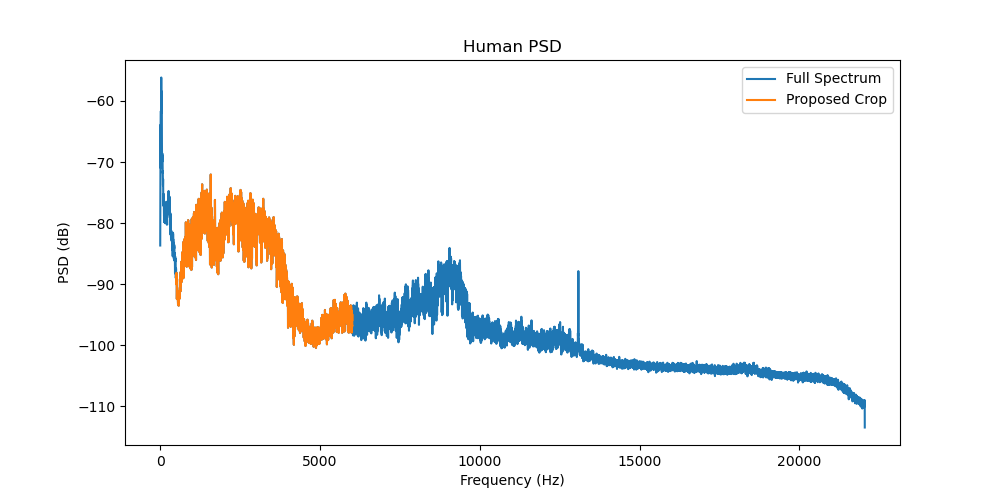 Human PSD
Full Spectrum
Proposed Crop
PSD (dB)
−60
−70
−80
−90
−100
−110
0
5000
10000
15000
20000
Frequency (Hz)